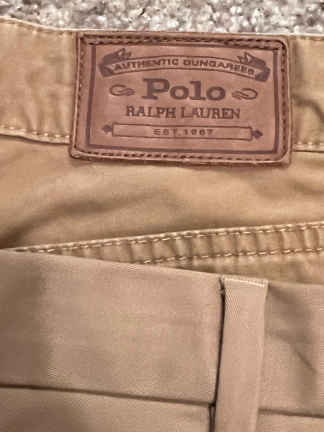 AUTHENTIC DUNGAREES
Polo
RALPH LAUREN
EST. 1967